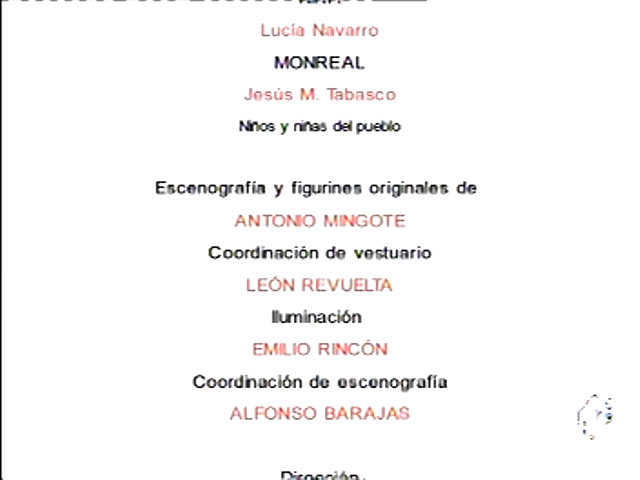 Lucía Navarro
MONREAL
Jesús M. Tabasco
Niños y niñas del pueblo
Escenografía y figurines originales de
ANTONIO MINGOTE
Coordinación de vestuario
LEÓN REVUELTA
Iluminación
EMILIO RINCÓN
Coordinación de escenografía
ALFONSO BARAJAS
Dirección